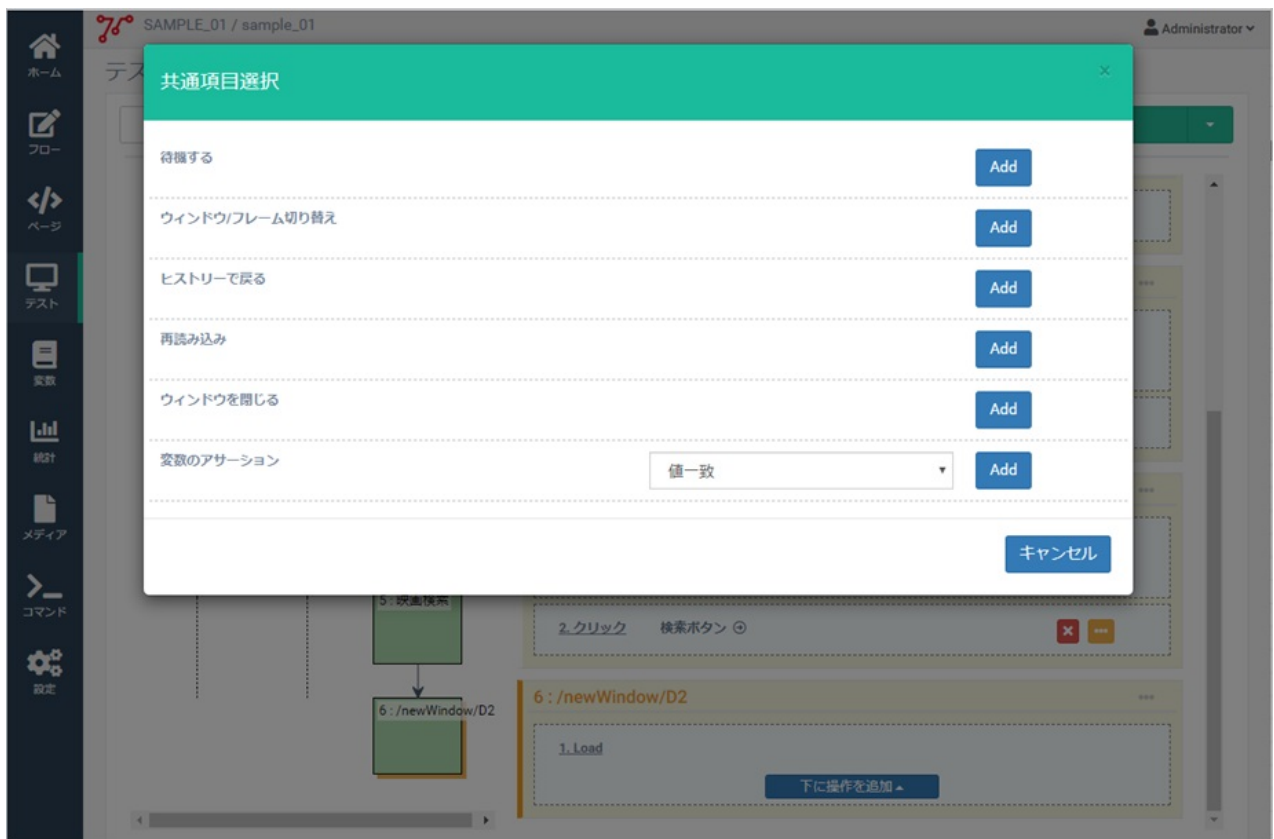 SAMPLE_01 / sample_01
Administrator
ホーム
フロー
ページ
テスト
変数
統計
メディア
コマンド
設定
テス
共通項目選択
×
待機する
Add
ウィンドウ/フレーム切り替え
Add
ヒストリーで戻る
Add
再読み込み
Add
ウィンドウを閉じる
Add
変数のアサーション
値一致
Add
キャンセル
5 : 映画検索
2. クリック 検索ボタン
6 : /newWindow/D2
6 : /newWindow/D2
1. Load
下に操作を追加